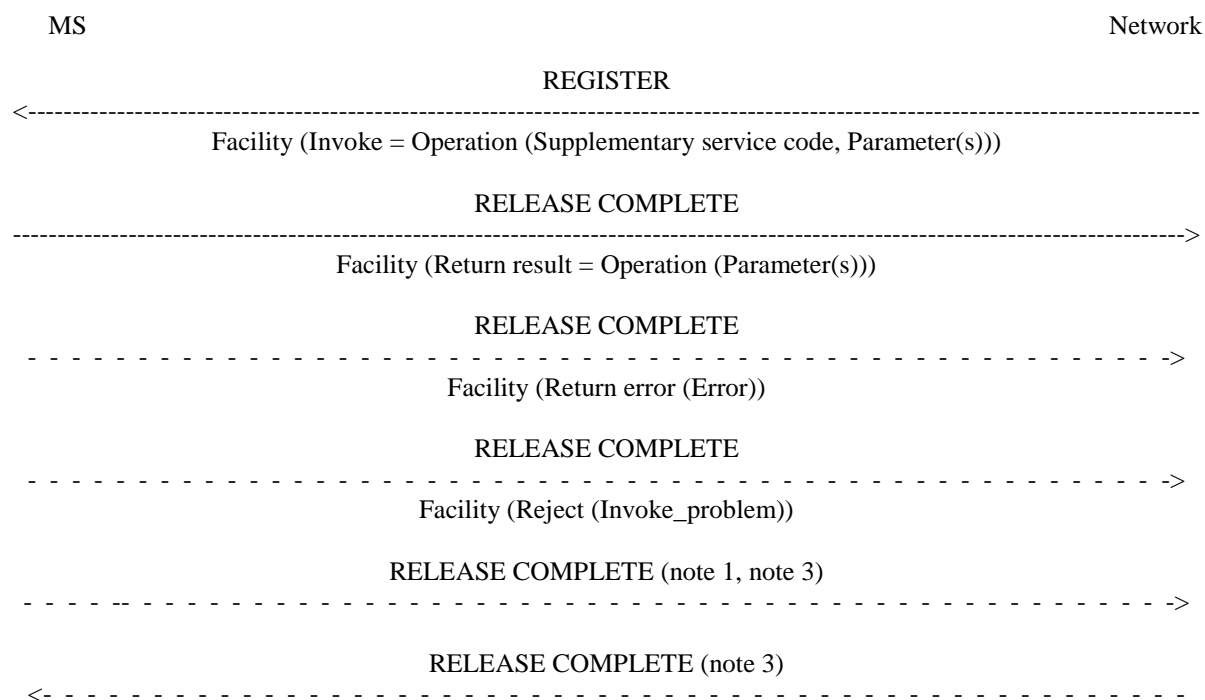 MS Network
REGISTER
<------------------------------------------------------------------------------------------------------------------------------------
Facility (Invoke = Operation (Supplementary service code, Parameter(s)))
RELEASE COMPLETE
------------------------------------------------------------------------------------------------------------------------------------>
Facility (Return result = Operation (Parameter(s)))
RELEASE COMPLETE
- - - - - - - - - - - - - - - - - - - - - - - - - - - - - - - - - - - - - - - - - - - - - - - - - - - ->
Facility (Return error (Error))
RELEASE COMPLETE
- - - - - - - - - - - - - - - - - - - - - - - - - - - - - - - - - - - - - - - - - - - - - - - - - - - ->
Facility (Reject (Invoke_problem))
RELEASE COMPLETE (note 1, note 3)
- - - - -- - - - - - - - - - - - - - - - - - - - - - - - - - - - - - - - - - - - - - - - - - - - - - - ->
RELEASE COMPLETE (note 3)
<- - - - - - - - - - - - - - - - - - - - - - - - - - - - - - - - - - - - - - - - - - - - - - - - - - - -